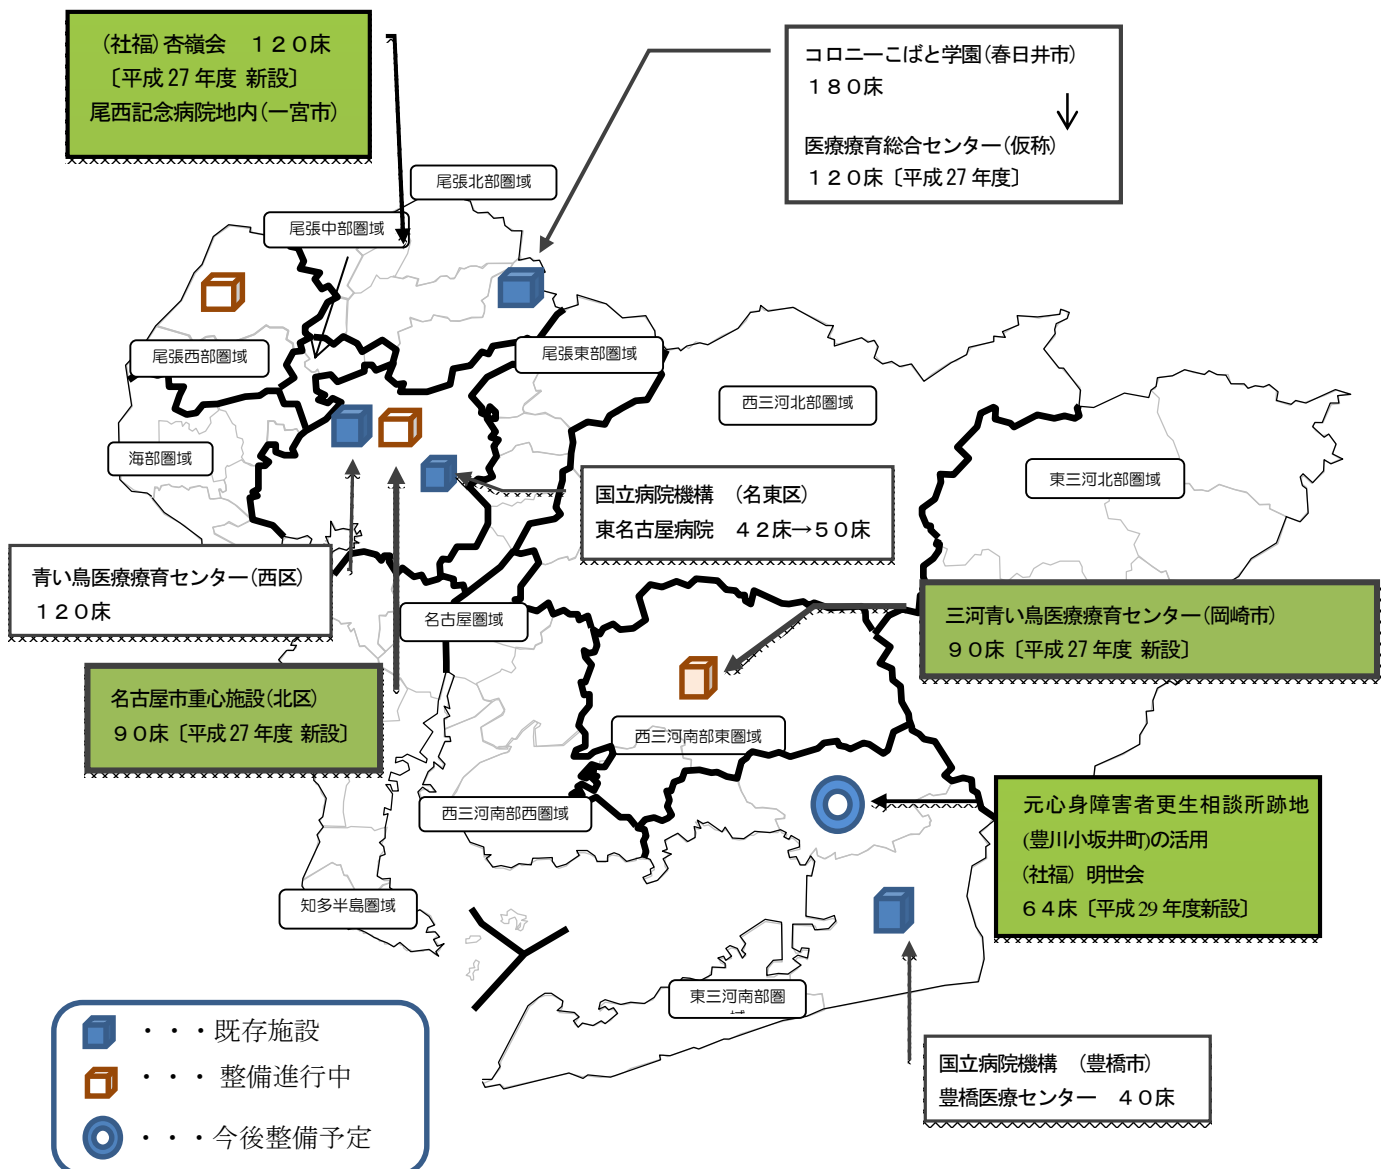 （社福）杏嶺会　１２０床
〔平成27年度 新設〕
尾西記念病院地内（一宮市）
コロニーこばと学園（春日井市）
１８０床
医療療育総合センター（仮称）
１２０床〔平成27年度〕
尾張北部圏域
尾張中部圏域
尾張西部圏域
尾張東部圏域
西三河北部圏域
海部圏域
東三河北部圏域
国立病院機構　（名東区）
東名古屋病院　４２床→５０床
青い鳥医療療育センター（西区）
１２０床
名古屋圏域
三河青い鳥医療療育センター（岡崎市）
９０床〔平成27年度 新設〕
名古屋市重心施設（北区）
９０床〔平成27年度 新設〕
西三河南部東圏域
西三河南部西圏域
元心身障害者更生相談所跡地
（豊川小坂井町）の活用
（社福）明世会
６４床〔平成29年度新設〕
知多半島圏域
東三河南部圏
国立病院機構　（豊橋市）
豊橋医療センター　４０床
・・・既存施設
・・・整備進行中
・・・今後整備予定